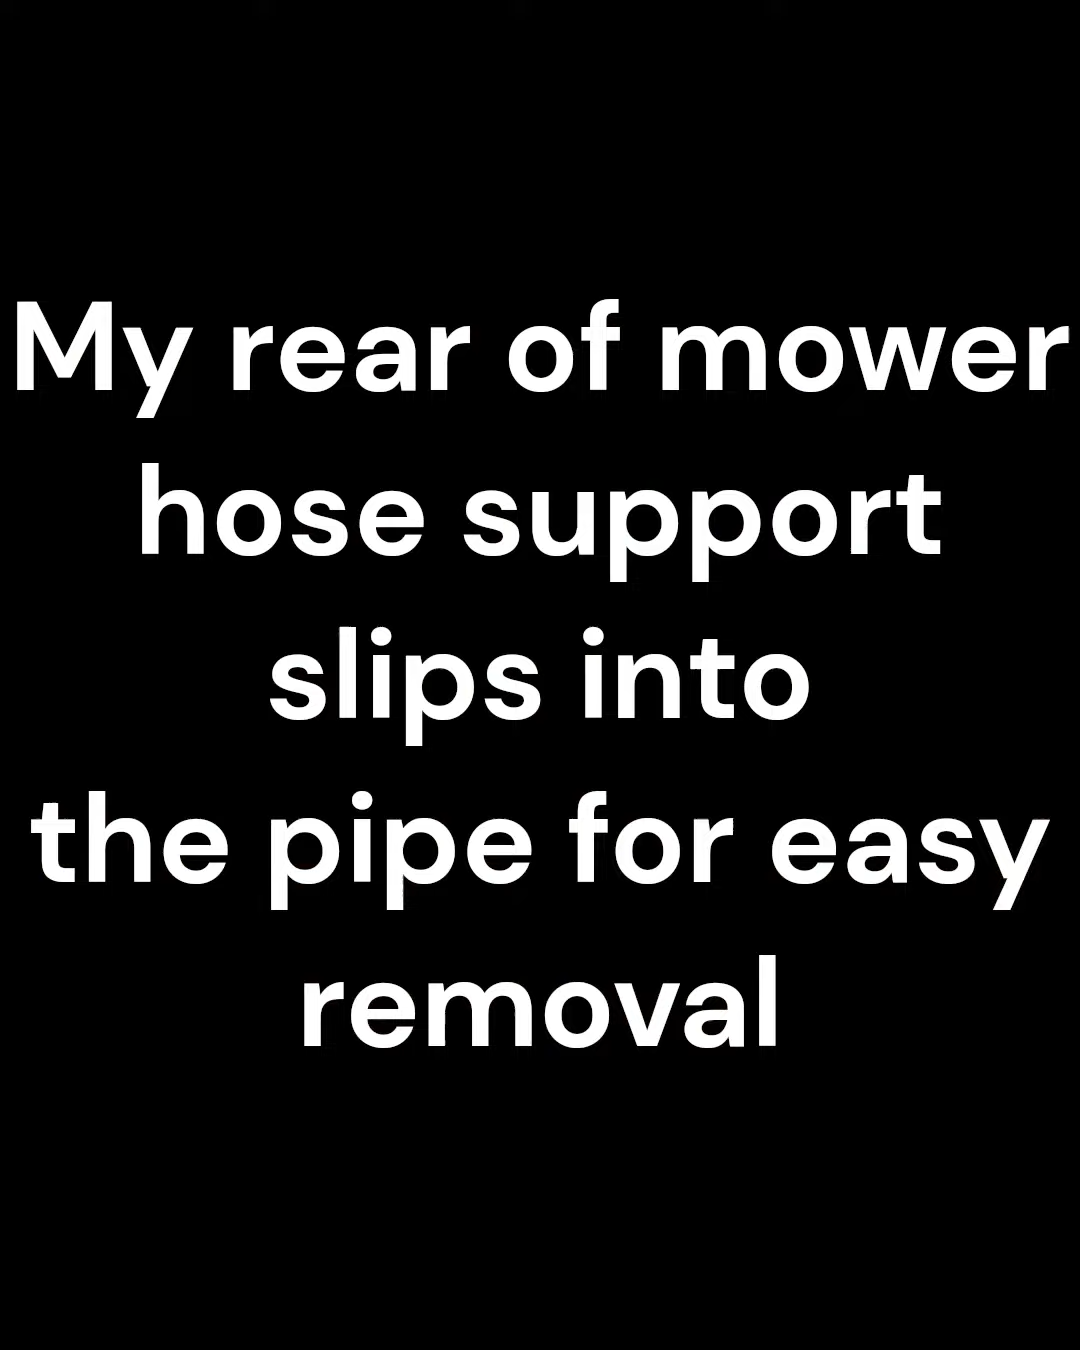 My rear of mower
hose support
slips into
the pipe for easy
removal